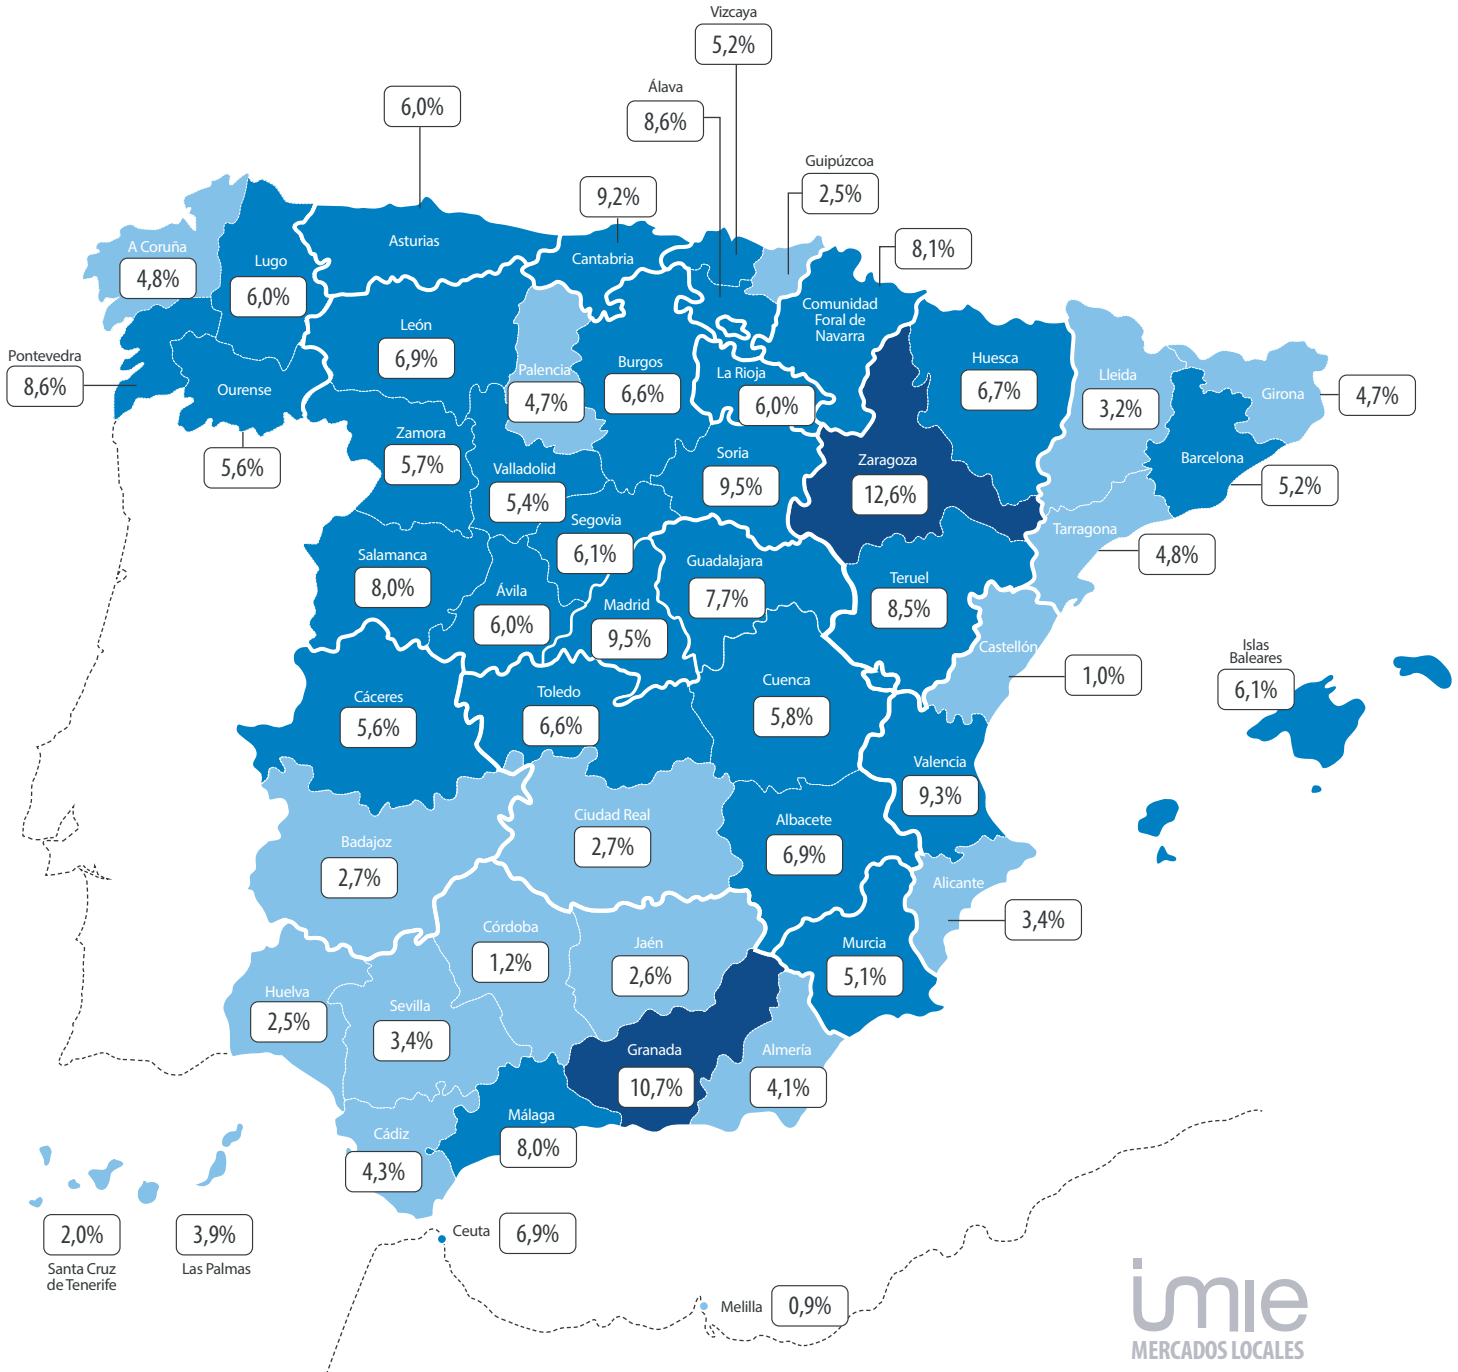 Vizcaya
5,2%
Álava
8,6%
6,0%
Guipúzcoa
2,5%
9,2%
8,1%
A Coruña
4,8%
Lugo
6,0%
Asturias
Cantabria
Comunidad
Foral de
Navarra
León
6,9%
Palencia
4,7%
Burgos
6,6%
La Rioja
6,0%
Huesca
6,7%
Lleida
3,2%
Girona
4,7%
Pontevedra
8,6%
Ourense
5,6%
Zamora
5,7%
Valladolid
5,4%
Soria
9,5%
Zaragoza
12,6%
Barcelona
5,2%
Segovia
6,1%
Tarragona
4,8%
Salamanca
8,0%
Ávila
6,0%
Madrid
9,5%
Guadalajara
7,7%
Teruel
8,5%
Castellón
1,0%
Islas
Baleares
6,1%
Cáceres
5,6%
Toledo
6,6%
Cuenca
5,8%
Valencia
9,3%
Badajoz
2,7%
Ciudad Real
2,7%
Albacete
6,9%
Alicante
3,4%
Córdoba
1,2%
Jaén
2,6%
Murcia
5,1%
Huelva
2,5%
Sevilla
3,4%
Granada
10,7%
Almería
4,1%
Cádiz
4,3%
Málaga
8,0%
2,0%
Santa Cruz
de Tenerife
3,9%
Las Palmas
Ceuta
6,9%
Melilla
0,9%
imie
MERCADOS LOCALES